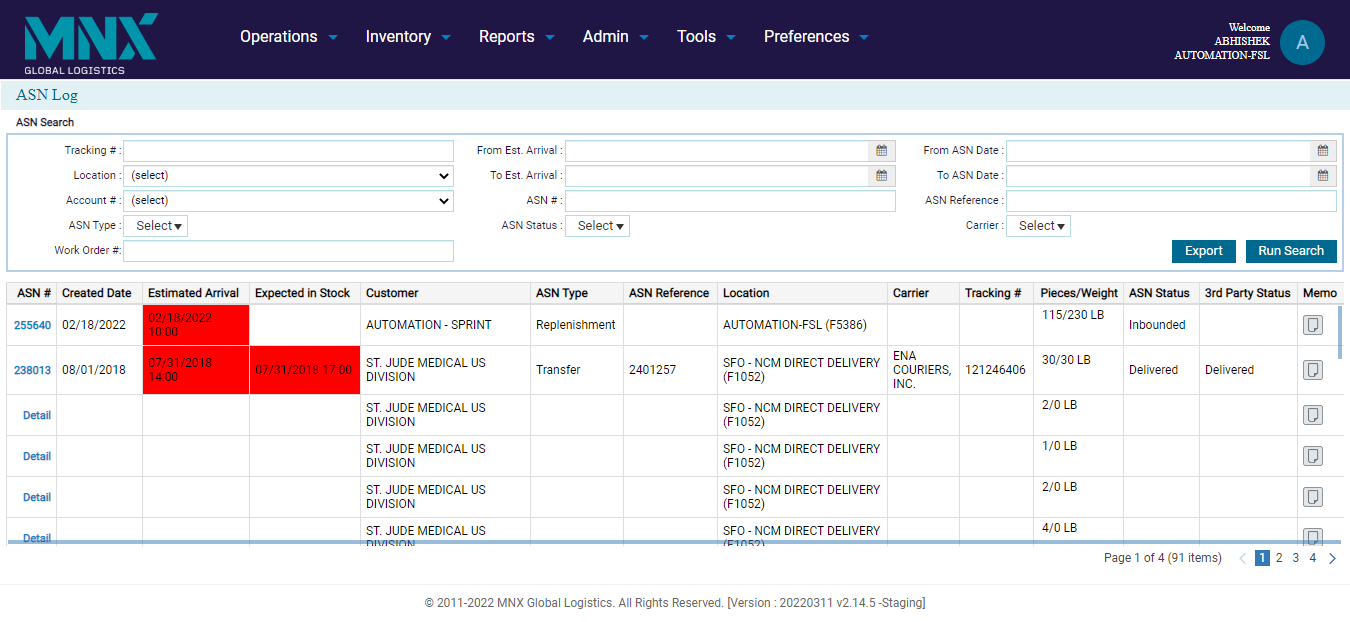 MNX
GLOBAL LOGISTICS
Operations Inventory Reports Admin Tools Preferences
Welcome
ABHISHEK
AUTOMATION-FSL
A
ASN Log
ASN Search
Tracking # : From Est. Arrival : From ASN Date :
Location : (select) To Est. Arrival : To ASN Date :
Account # : (select) ASN # : ASN Reference :
ASN Type : Select ASN Status : Select Carrier : Select
Work Order #:
Export Run Search
ASN # Created Date Estimated Arrival Expected in Stock Customer ASN Type ASN Reference Location Carrier Tracking # Pieces/Weight ASN Status 3rd Party Status Memo
255640 02/18/2022 02/18/2022 10:00 AUTOMATION - SPRINT Replenishment AUTOMATION-FSL (F5386) 115/230 LB Inbounded
238013 08/01/2018 07/31/2018 14:00 07/31/2018 17:00 ST. JUDE MEDICAL US DIVISION Transfer 2401257 SFO - NCM DIRECT DELIVERY (F1052) ENA COURIERS, INC. 121246406 30/30 LB Delivered Delivered
Detail ST. JUDE MEDICAL US DIVISION SFO - NCM DIRECT DELIVERY (F1052) 2/0 LB
Detail ST. JUDE MEDICAL US DIVISION SFO - NCM DIRECT DELIVERY (F1052) 1/0 LB
Detail ST. JUDE MEDICAL US DIVISION SFO - NCM DIRECT DELIVERY (F1052) 2/0 LB
Detail ST. JUDE MEDICAL US DIVISION SFO - NCM DIRECT DELIVERY (F1052) 4/0 LB
Page 1 of 4 (91 items) 1 2 3 4
© 2011-2022 MNX Global Logistics. All Rights Reserved. [Version : 20220311 v2.14.5 -Staging]